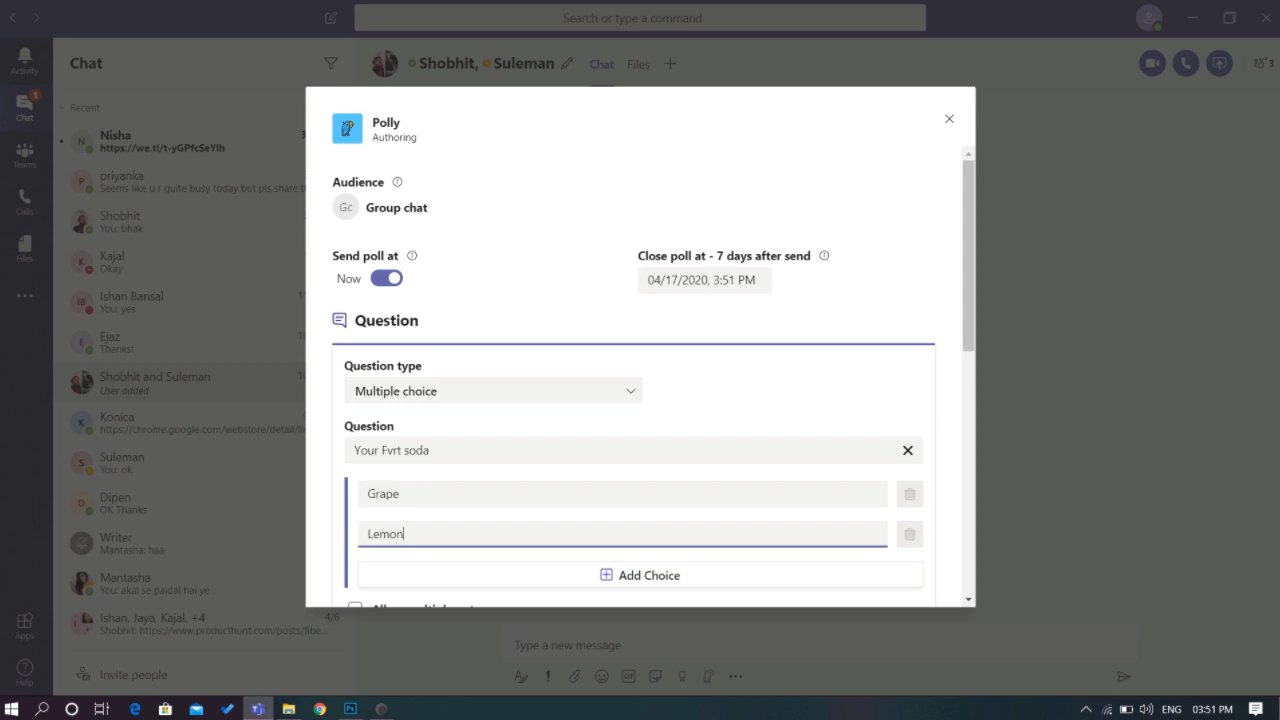 Search or type a command
Activity
Chat
Teams
Calls
Files
Apps
Help
Chat
Recent
Nisha
https://we.tl/t-yGPfcSeYlh
priyanka
Seems like u r quite busy today but pls share
Shobhit
You: bhak
Kajal
Okay
Ishan Bansal
You: yes
Ejaz
Thanks!
Shobhit and Suleman
User added
Konica
https://chrome.google.com/webstore/detail/
Suleman
You: ok
Dipen
OK Thanks
Writer
Mantasha: haa
Mantasha
You: akal se paidal hai ye
Ishan, Jaya, Kajal, +4 4/6
Shobhit: https://www.producthunt.com/posts/fibe...
Invite people
Shobhit, Suleman Chat Files 3
Polly
Authoring
Audience
Gc Group chat
Send poll at
Now
Close poll at - 7 days after send
04/17/2020, 3:51 PM
Question
Question type
Multiple choice
Question
Your Fvrt soda
Grape
Lemon
Add Choice
Type a new message
ENG 03:51 PM